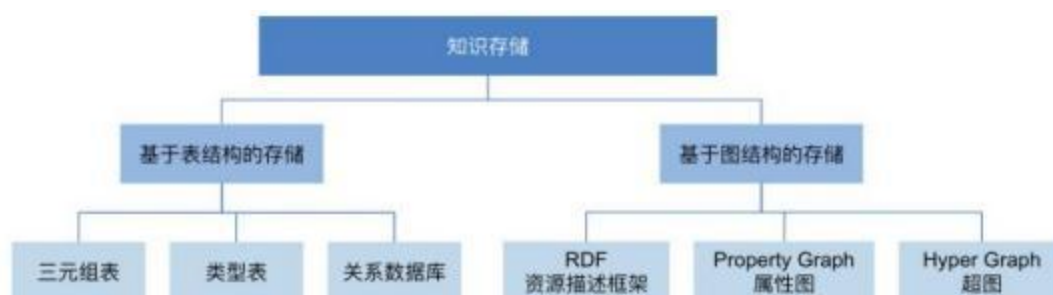 知识存储
基于表结构的存储
基于图结构的存储
三元组表
类型表
关系数据库
RDF
资源描述框架
Property Graph
属性图
Hyper Graph
超图